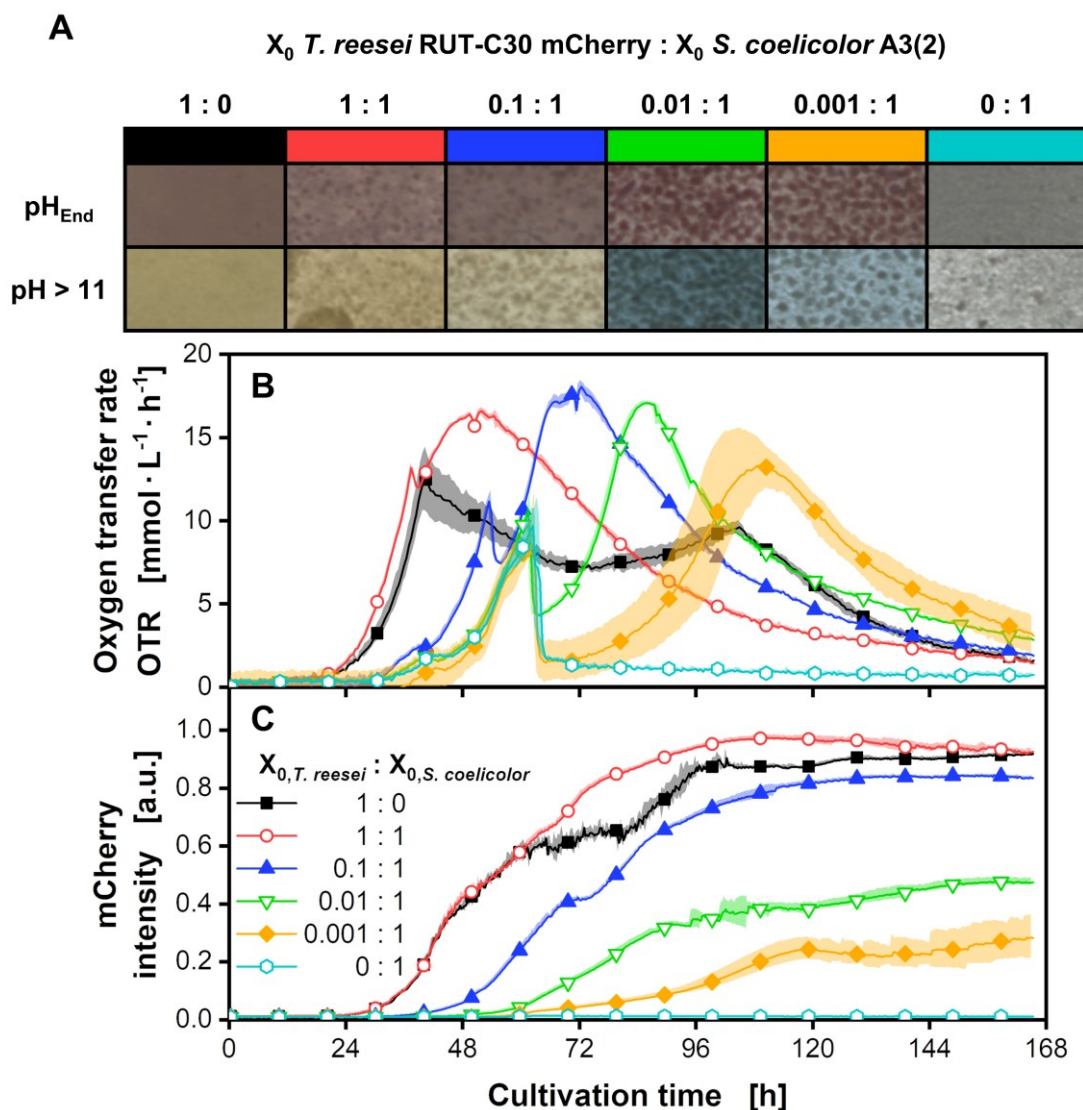 A
X₀ T. reesei RUT-C30 mCherry : X₀ S. coelicolor A3(2)
1 : 0 1 : 1 0.1 : 1 0.01 : 1 0.001 : 1 0 : 1
pH_End
pH > 11
B
Oxygen transfer rate
OTR [mmol · L⁻¹ · h⁻¹]
20
15
10
5
0
C
mCherry
intensity [a.u.]
1.0
0.8
0.6
0.4
0.2
0.0
X₀,T. reesei : X₀,S. coelicolor
1 : 0
1 : 1
0.1 : 1
0.01 : 1
0.001 : 1
0 : 1
0 24 48 72 96 120 144 168
Cultivation time [h]